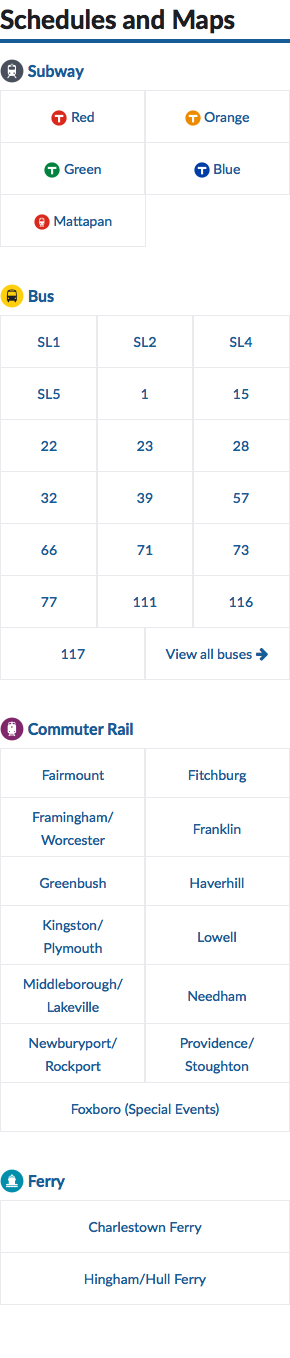 Schedules and Maps
Subway
T Red
T Orange
T Green
T Blue
Mattapan
Bus
SL1
SL2
SL4
SL5
1
15
22
23
28
32
39
57
66
71
73
77
111
116
117
View all buses
Commuter Rail
Fairmount
Fitchburg
Framingham/
Worcester
Franklin
Greenbush
Haverhill
Kingston/
Plymouth
Lowell
Middleborough/
Lakeville
Needham
Newburyport/
Rockport
Providence/
Stoughton
Foxboro (Special Events)
Ferry
Charlestown Ferry
Hingham/Hull Ferry